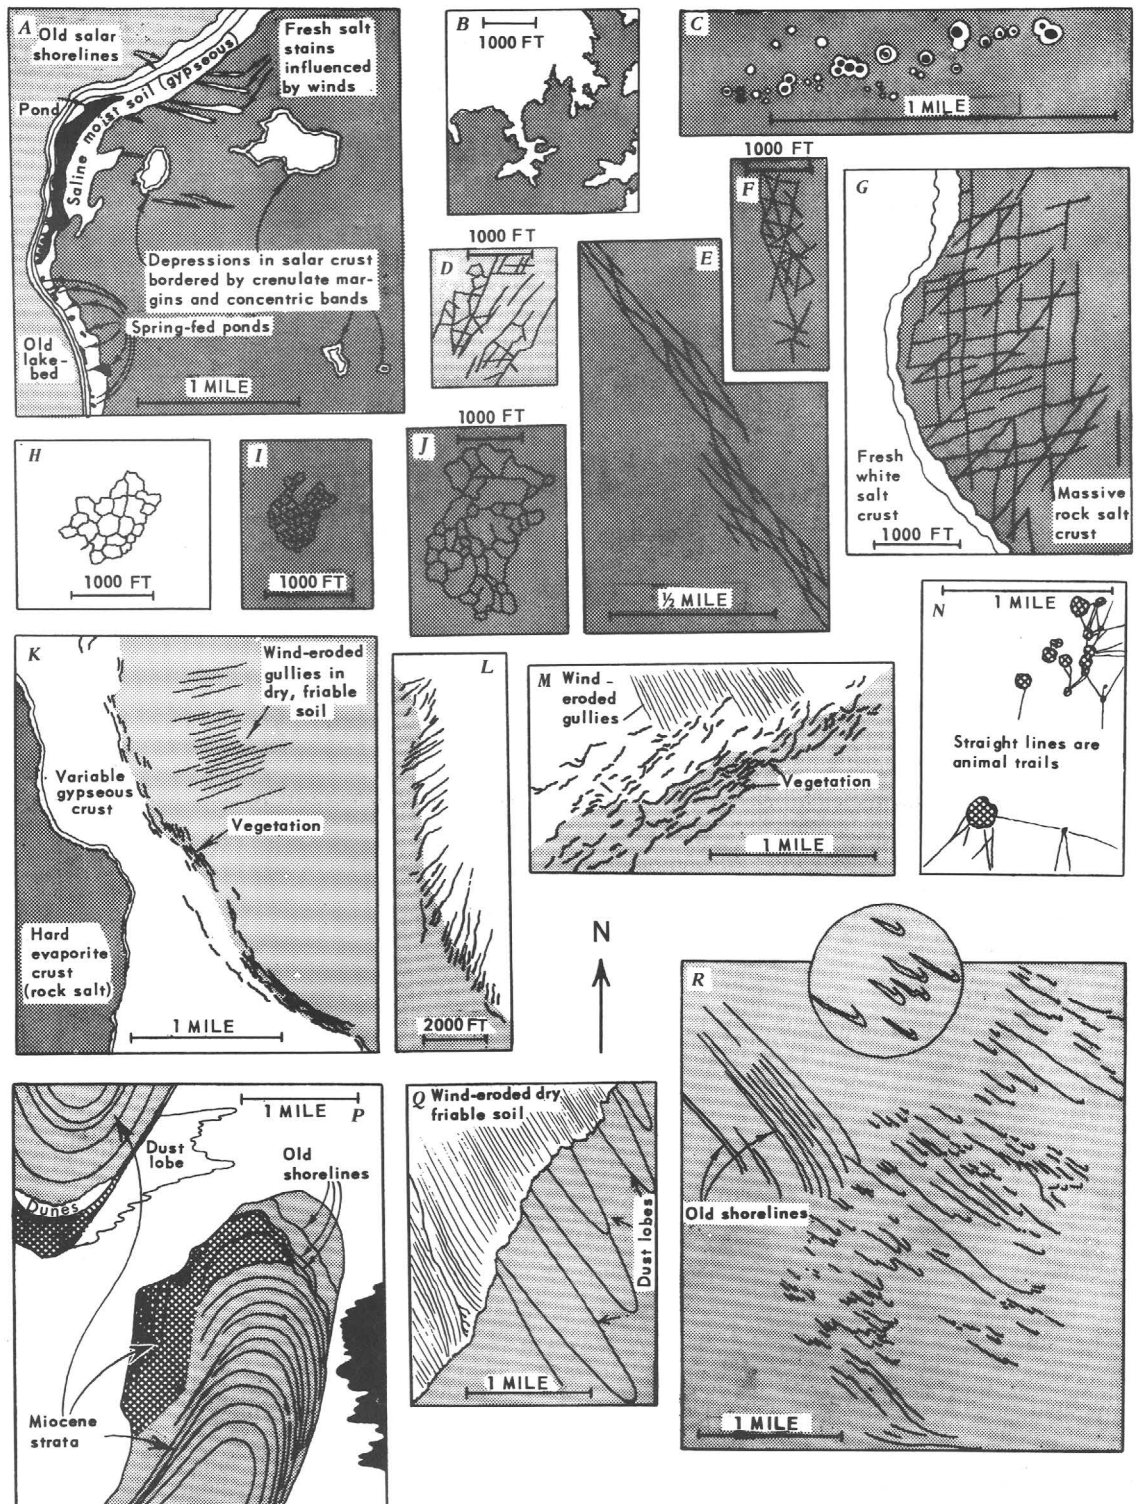 A
Old salar
shorelines
Fresh salt
stains
influenced
by winds
Pond
Saline moist soil (gypseous)
Depressions in salar crust
bordered by crenulate mar-
gins and concentric bands
Spring-fed ponds
Old
lake-
bed
1 MILE
B
1000 FT
C
1 MILE
1000 FT
D
1000 FT
F
E
½ MILE
G
Fresh
white
salt
crust
1000 FT
Massive
rock salt
crust
H
1000 FT
I
1000 FT
1000 FT
J
K
Wind-eroded
gullies in
dry, friable
soil
Variable
gypseous
crust
Vegetation
Hard
evaporite
crust
(rock salt)
1 MILE
L
2000 FT
M
Wind-
eroded
gullies
Vegetation
1 MILE
N
1 MILE
Straight lines are
animal trails
N
P
1 MILE
Dust
lobe
Old
shorelines
Dunes
Miocene
strata
Q
Wind-eroded dry
friable soil
Dust lobes
1 MILE
R
Old shorelines
1 MILE